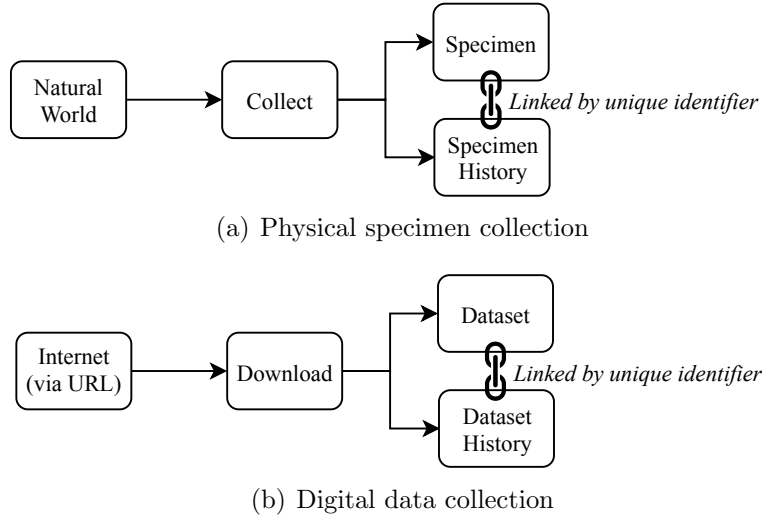 Natural
World
Collect
Specimen
Linked by unique identifier
Specimen
History
(a) Physical specimen collection
Internet
(via URL)
Download
Dataset
Linked by unique identifier
Dataset
History
(b) Digital data collection